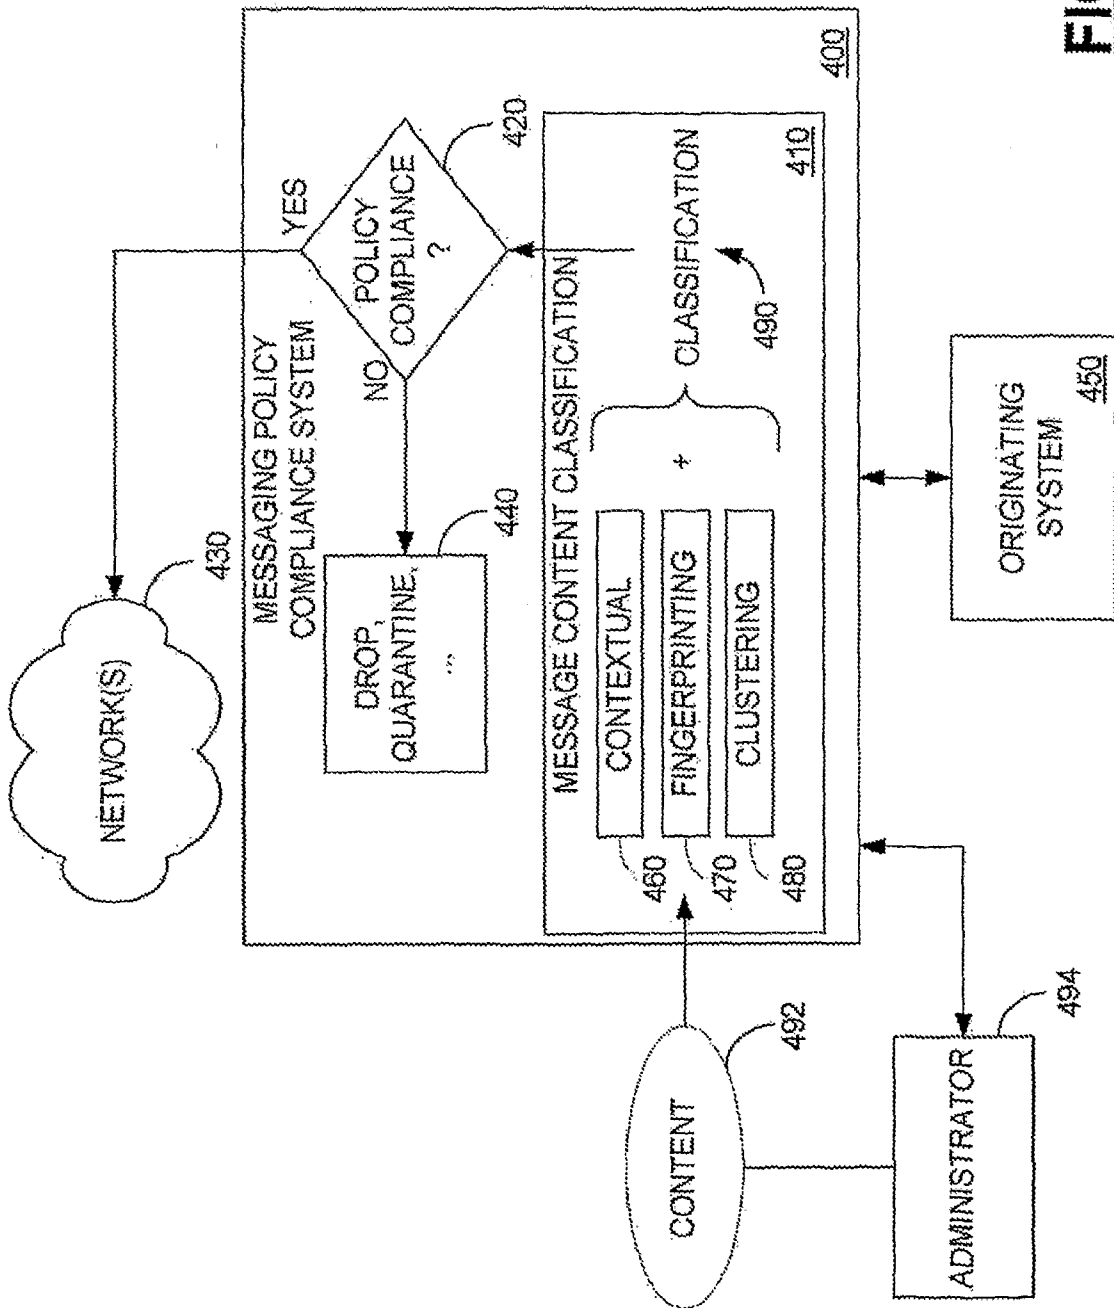 NETWORK(S)
430
MESSAGING POLICY
COMPLIANCE SYSTEM
YES
NO
POLICY
COMPLIANCE
?
420
DROP,
QUARANTINE,
...
440
400
MESSAGE CONTENT CLASSIFICATION
CONTEXTUAL
460
FINGERPRINTING
470
CLUSTERING
480
+
CLASSIFICATION
490
410
CONTENT
492
ADMINISTRATOR
494
ORIGINATING
SYSTEM
450